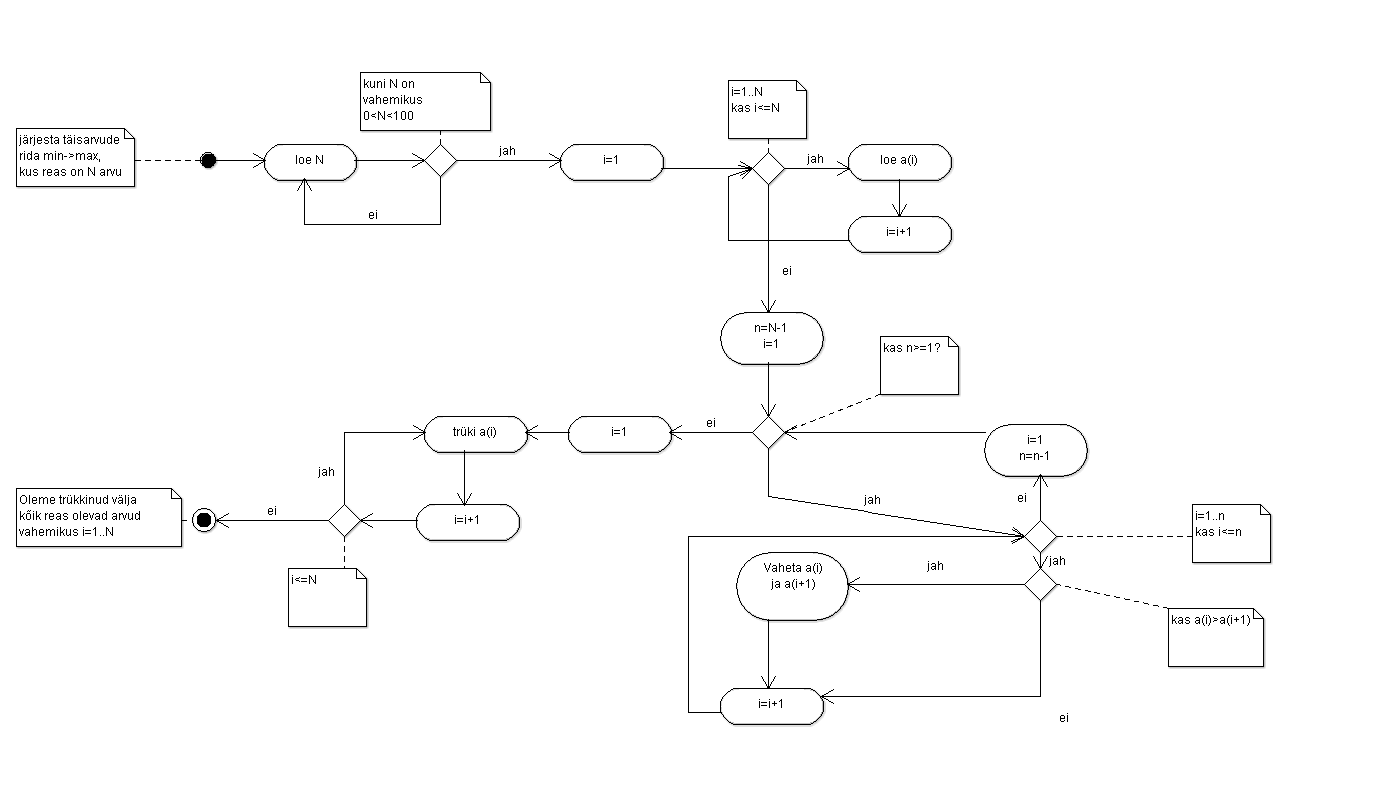 kuni N on
vahemikus
0<N<100
i=1..N
kas i<=N
järjesta täisarvude
rida min->max,
kus reas on N arvu
loe N
jah
i=1
jah
loe a(i)
ei
i=i+1
ei
n=N-1
i=1
kas n>=1?
trüki a(i)
i=1
ei
i=1
n=n-1
jah
Oleme trükkinud välja
kõik reas olevad arvud
vahemikus i=1..N
ei
i=i+1
jah
ei
i=1..n
kas i<=n
i<=N
Vaheta a(i)
ja a(i+1)
jah
jah
kas a(i)>a(i+1)
i=i+1
ei